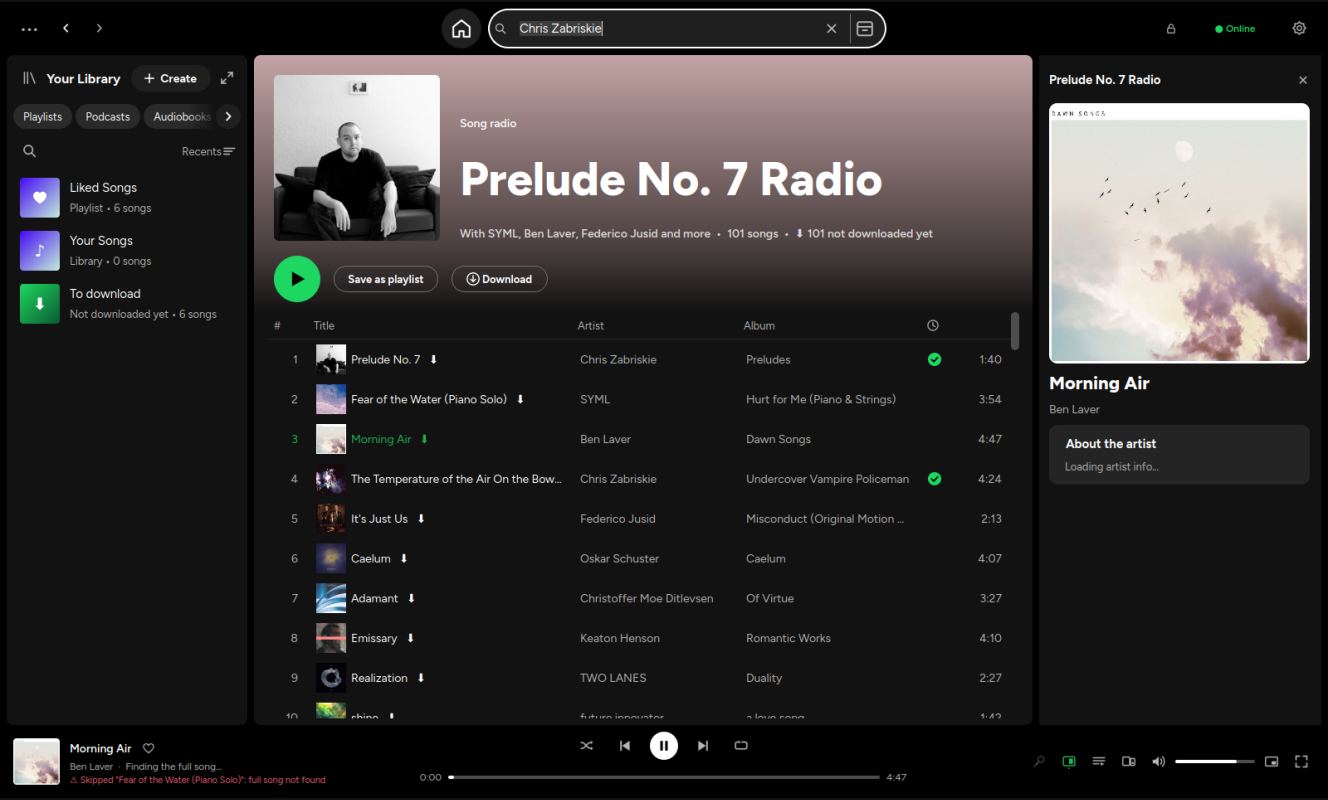 Chris Zabriskie
Online
Your Library
Create
Playlists
Podcasts
Audiobooks
Recents
Liked Songs
Playlist • 6 songs
Your Songs
Library • 0 songs
To download
Not downloaded yet • 6 songs
Song radio
Prelude No. 7 Radio
With SYML, Ben Laver, Federico Jusid and more • 101 songs • ⬇ 101 not downloaded yet
Save as playlist
Download
# Title Artist Album
1 Prelude No. 7 ⬇ Chris Zabriskie Preludes 1:40
2 Fear of the Water (Piano Solo) ⬇ SYML Hurt for Me (Piano & Strings) 3:54
3 Morning Air ⬇ Ben Laver Dawn Songs 4:47
4 The Temperature of the Air On the Bow... Chris Zabriskie Undercover Vampire Policeman 4:24
5 It's Just Us ⬇ Federico Jusid Misconduct (Original Motion ... 2:13
6 Caelum ⬇ Oskar Schuster Caelum 4:07
7 Adamant ⬇ Christoffer Moe Ditlevsen Of Virtue 3:27
8 Emissary ⬇ Keaton Henson Romantic Works 4:10
9 Realization ⬇ TWO LANES Duality 2:27
10 shine ⬇ future innovator a love song 1:42
Prelude No. 7 Radio
DAWN SONGS
Morning Air
Ben Laver
About the artist
Loading artist info...
Morning Air
Ben Laver · Finding the full song...
⚠ Skipped "Fear of the Water (Piano Solo)": full song not found
0:00
4:47